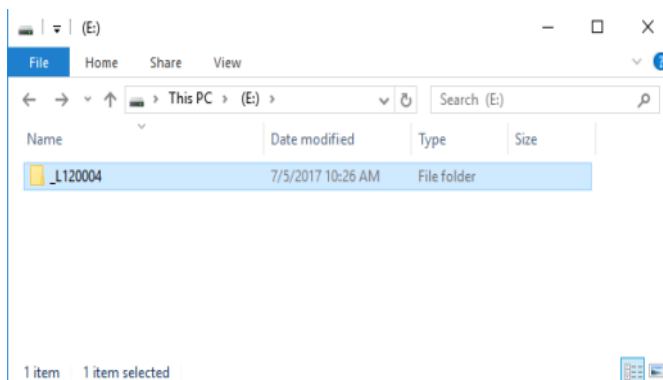 (E:)
File Home Share View
This PC > (E:) > Search (E:)
Name Date modified Type Size
_L120004 7/5/2017 10:26 AM File folder
1 item 1 item selected